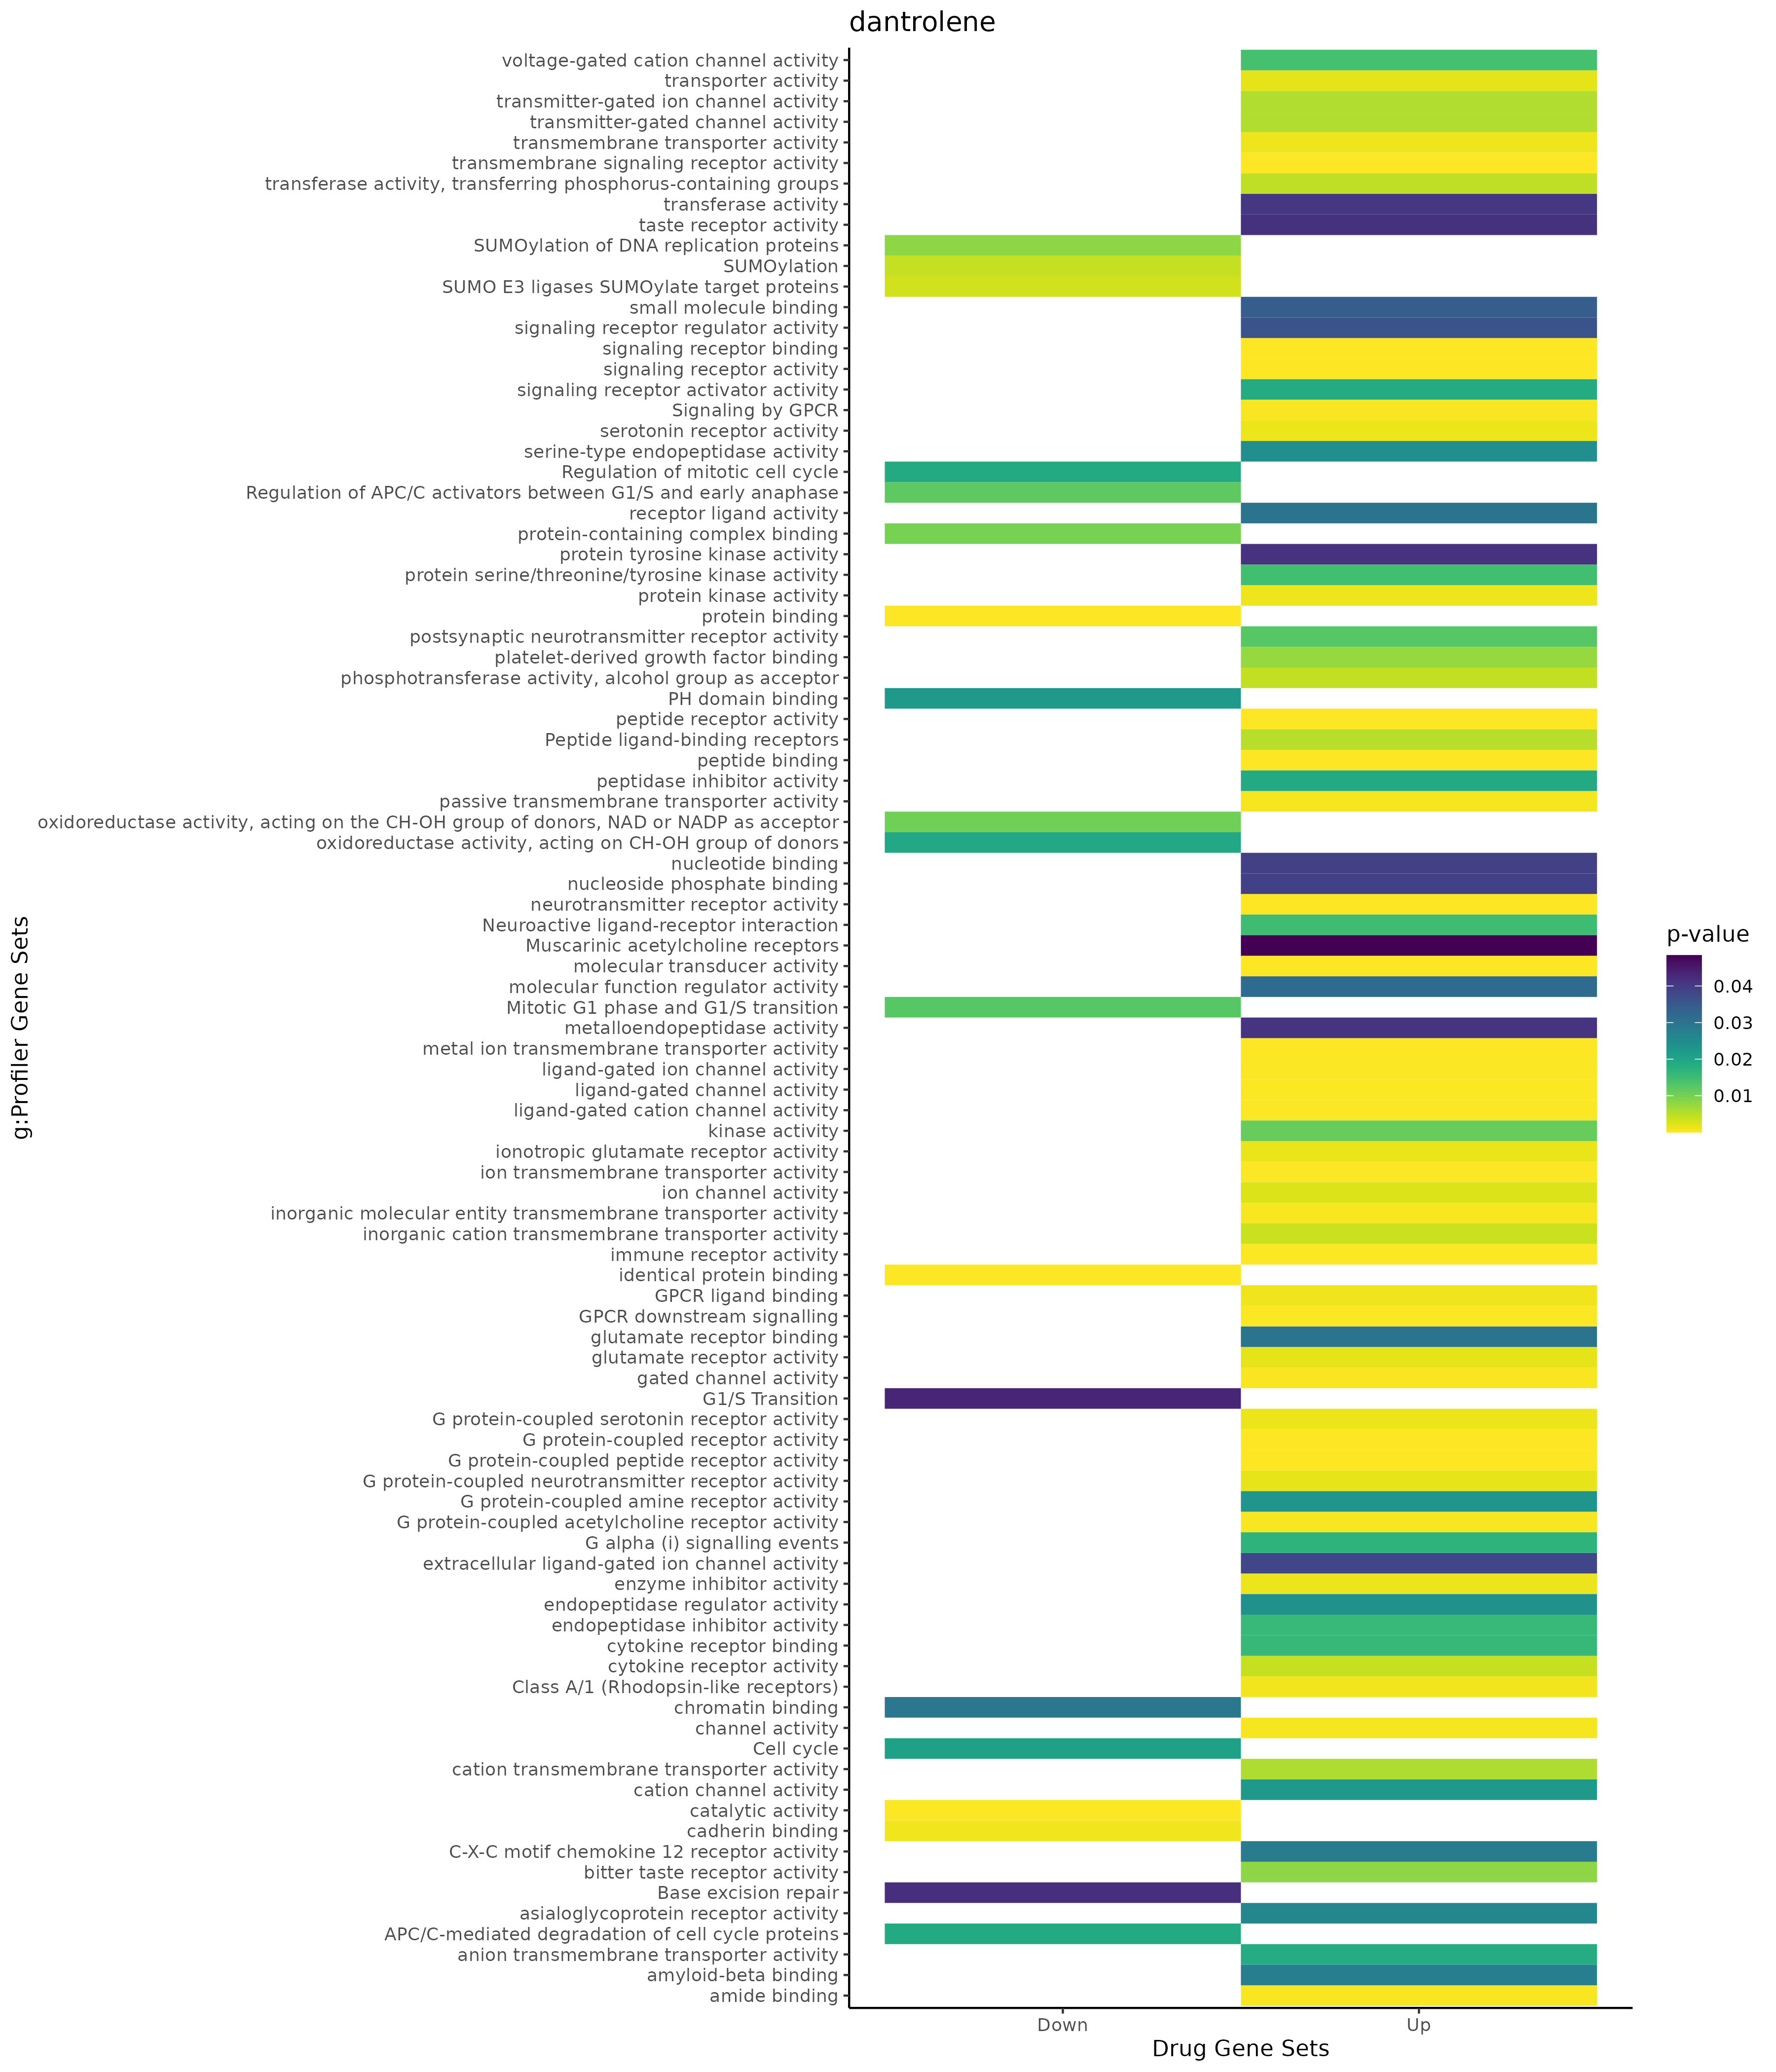 dantrolene
voltage-gated cation channel activity
transporter activity
transmitter-gated ion channel activity
transmitter-gated channel activity
transmembrane transporter activity
transmembrane signaling receptor activity
transferase activity, transferring phosphorus-containing groups
transferase activity
taste receptor activity
SUMOylation of DNA replication proteins
SUMOylation
SUMO E3 ligases SUMOylate target proteins
small molecule binding
signaling receptor regulator activity
signaling receptor binding
signaling receptor activity
signaling receptor activator activity
Signaling by GPCR
serotonin receptor activity
serine-type endopeptidase activity
Regulation of mitotic cell cycle
Regulation of APC/C activators between G1/S and early anaphase
receptor ligand activity
protein-containing complex binding
protein tyrosine kinase activity
protein serine/threonine/tyrosine kinase activity
protein kinase activity
protein binding
postsynaptic neurotransmitter receptor activity
platelet-derived growth factor binding
phosphotransferase activity, alcohol group as acceptor
PH domain binding
peptide receptor activity
Peptide ligand-binding receptors
peptide binding
peptidase inhibitor activity
passive transmembrane transporter activity
oxidoreductase activity, acting on the CH-OH group of donors, NAD or NADP as acceptor
oxidoreductase activity, acting on CH-OH group of donors
nucleotide binding
nucleoside phosphate binding
neurotransmitter receptor activity
Neuroactive ligand-receptor interaction
Muscarinic acetylcholine receptors
molecular transducer activity
molecular function regulator activity
Mitotic G1 phase and G1/S transition
metalloendopeptidase activity
metal ion transmembrane transporter activity
ligand-gated ion channel activity
ligand-gated channel activity
ligand-gated cation channel activity
kinase activity
ionotropic glutamate receptor activity
ion transmembrane transporter activity
ion channel activity
inorganic molecular entity transmembrane transporter activity
inorganic cation transmembrane transporter activity
immune receptor activity
identical protein binding
GPCR ligand binding
GPCR downstream signalling
glutamate receptor binding
glutamate receptor activity
gated channel activity
G1/S Transition
G protein-coupled serotonin receptor activity
G protein-coupled receptor activity
G protein-coupled peptide receptor activity
G protein-coupled neurotransmitter receptor activity
G protein-coupled amine receptor activity
G protein-coupled acetylcholine receptor activity
G alpha (i) signalling events
extracellular ligand-gated ion channel activity
enzyme inhibitor activity
endopeptidase regulator activity
endopeptidase inhibitor activity
cytokine receptor binding
cytokine receptor activity
Class A/1 (Rhodopsin-like receptors)
chromatin binding
channel activity
Cell cycle
cation transmembrane transporter activity
cation channel activity
catalytic activity
cadherin binding
C-X-C motif chemokine 12 receptor activity
bitter taste receptor activity
Base excision repair
asialoglycoprotein receptor activity
APC/C-mediated degradation of cell cycle proteins
anion transmembrane transporter activity
amyloid-beta binding
amide binding
g:Profiler Gene Sets
Down
Up
Drug Gene Sets
p-value
0.04
0.03
0.02
0.01